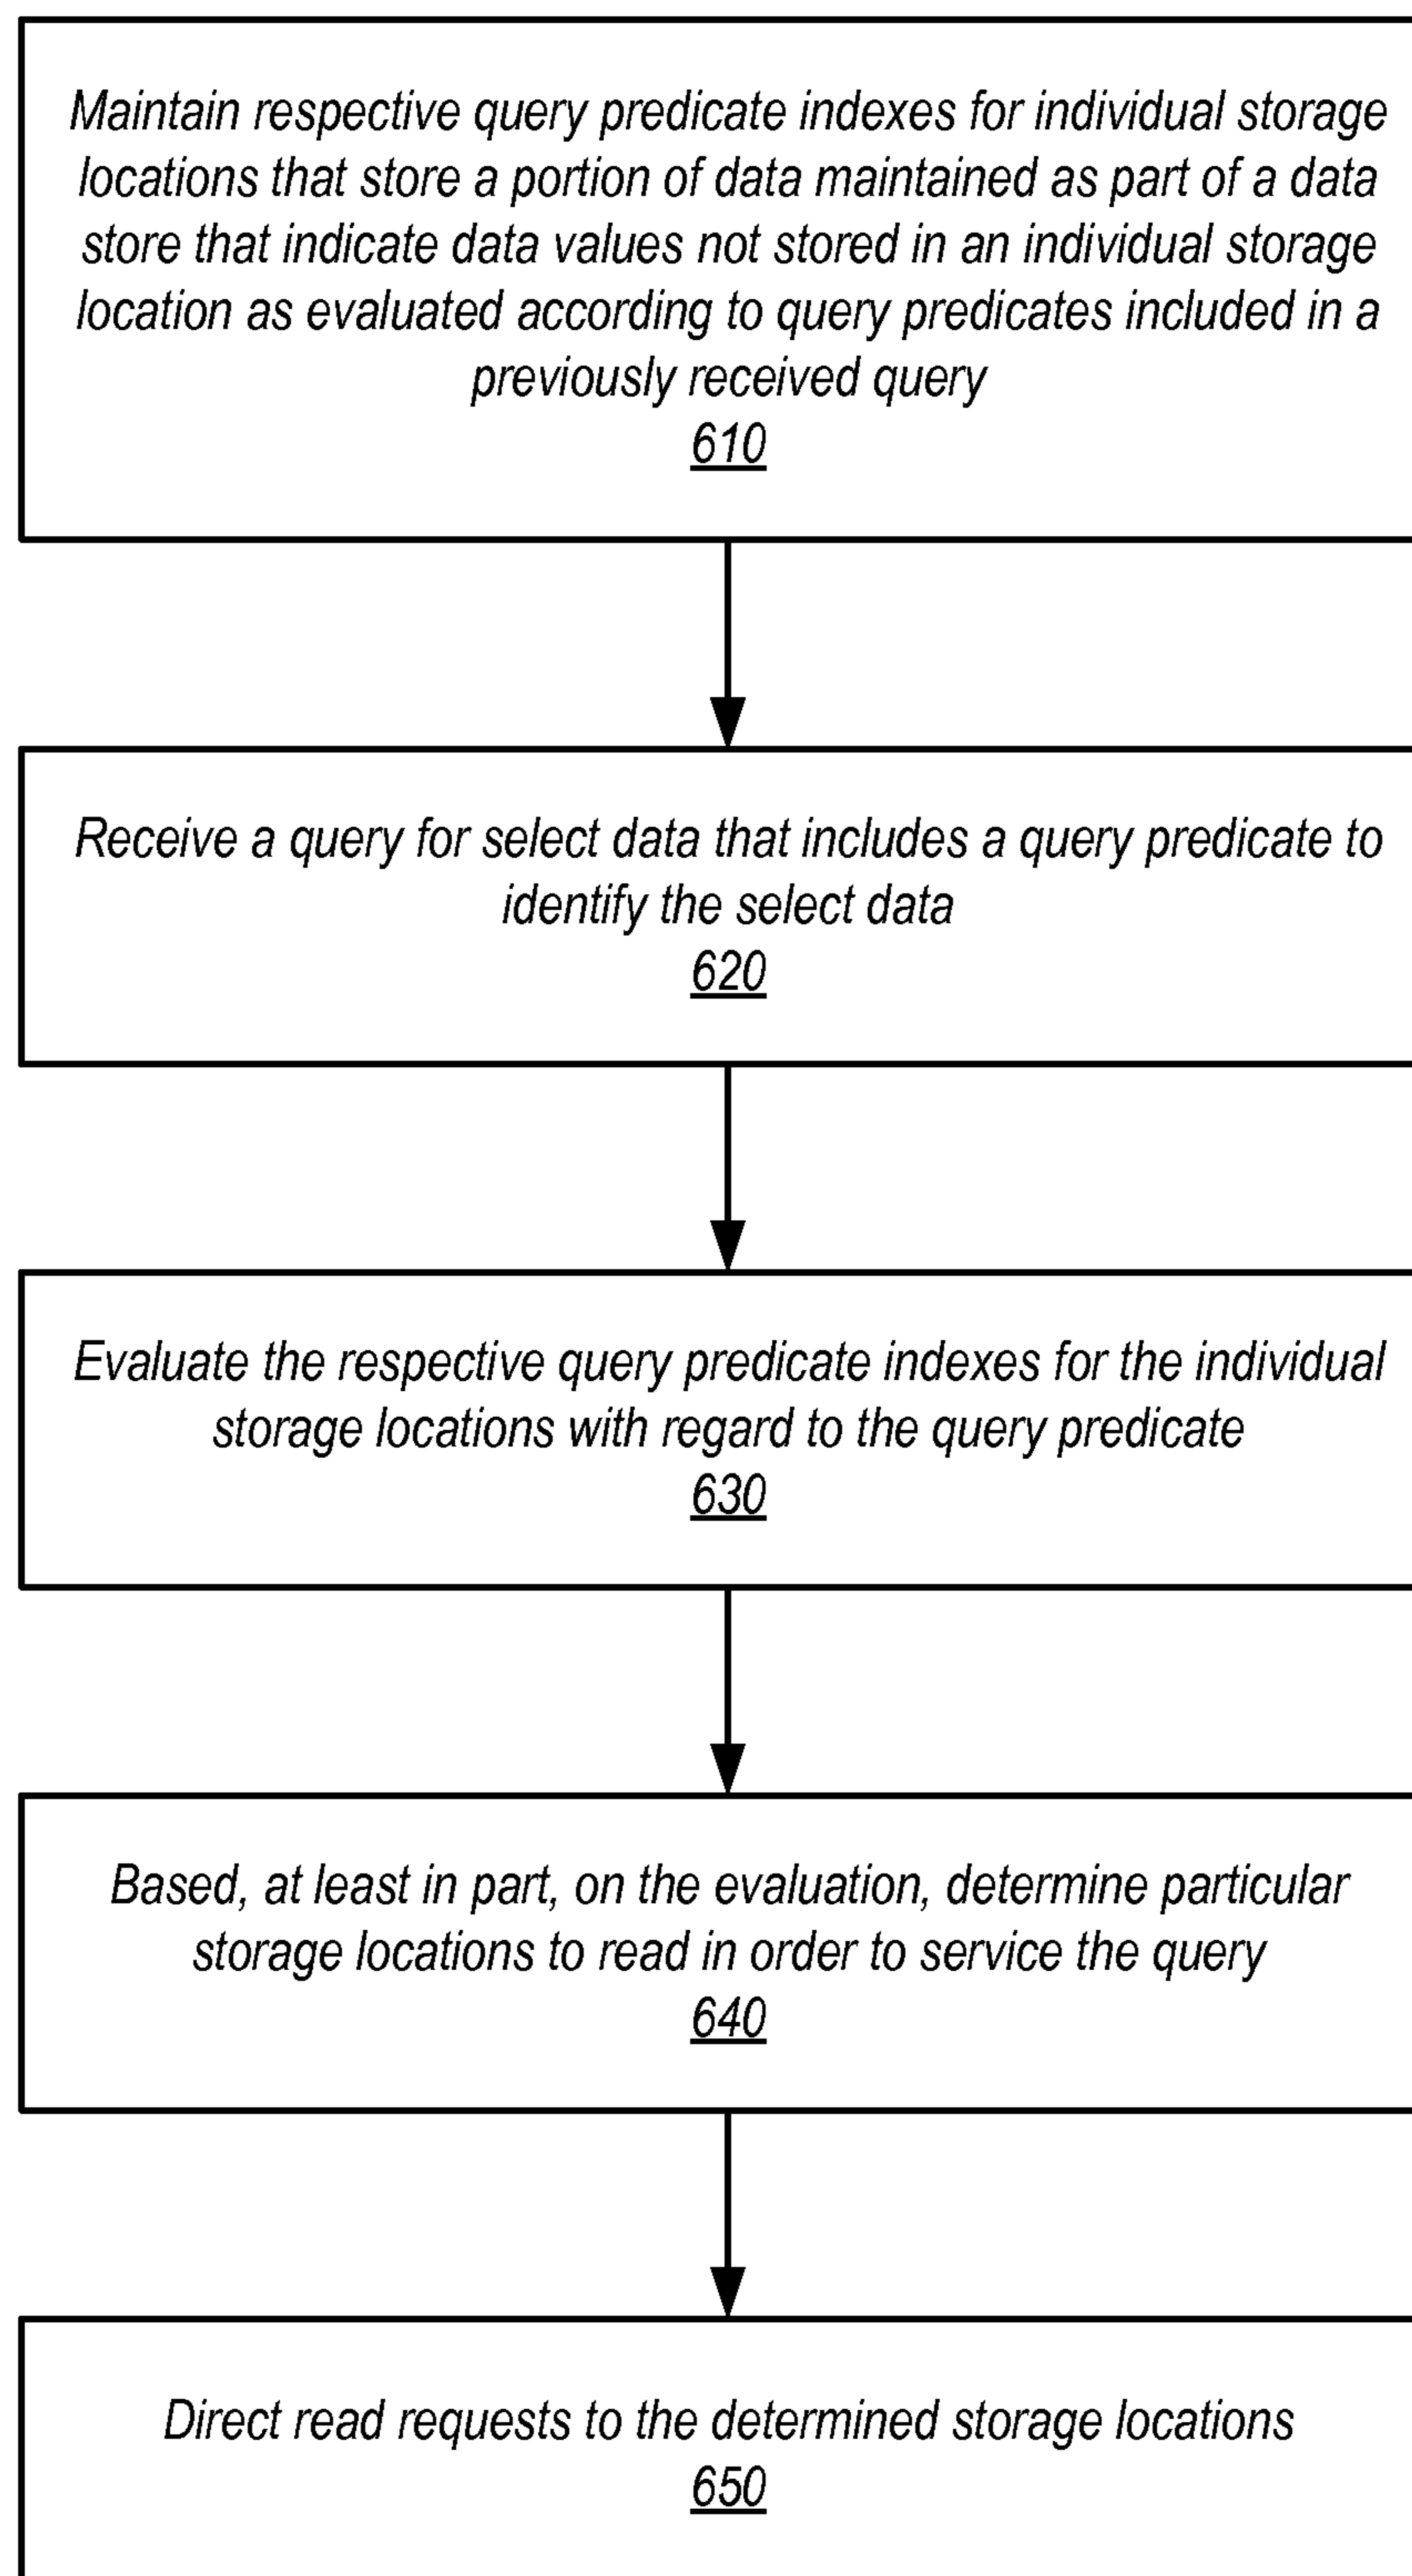 Maintain respective query predicate indexes for individual storage
locations that store a portion of data maintained as part of a data
store that indicate data values not stored in an individual storage
location as evaluated according to query predicates included in a
previously received query
610
Receive a query for select data that includes a query predicate to
identify the select data
620
Evaluate the respective query predicate indexes for the individual
storage locations with regard to the query predicate
630
Based, at least in part, on the evaluation, determine particular
storage locations to read in order to service the query
640
Direct read requests to the determined storage locations
650